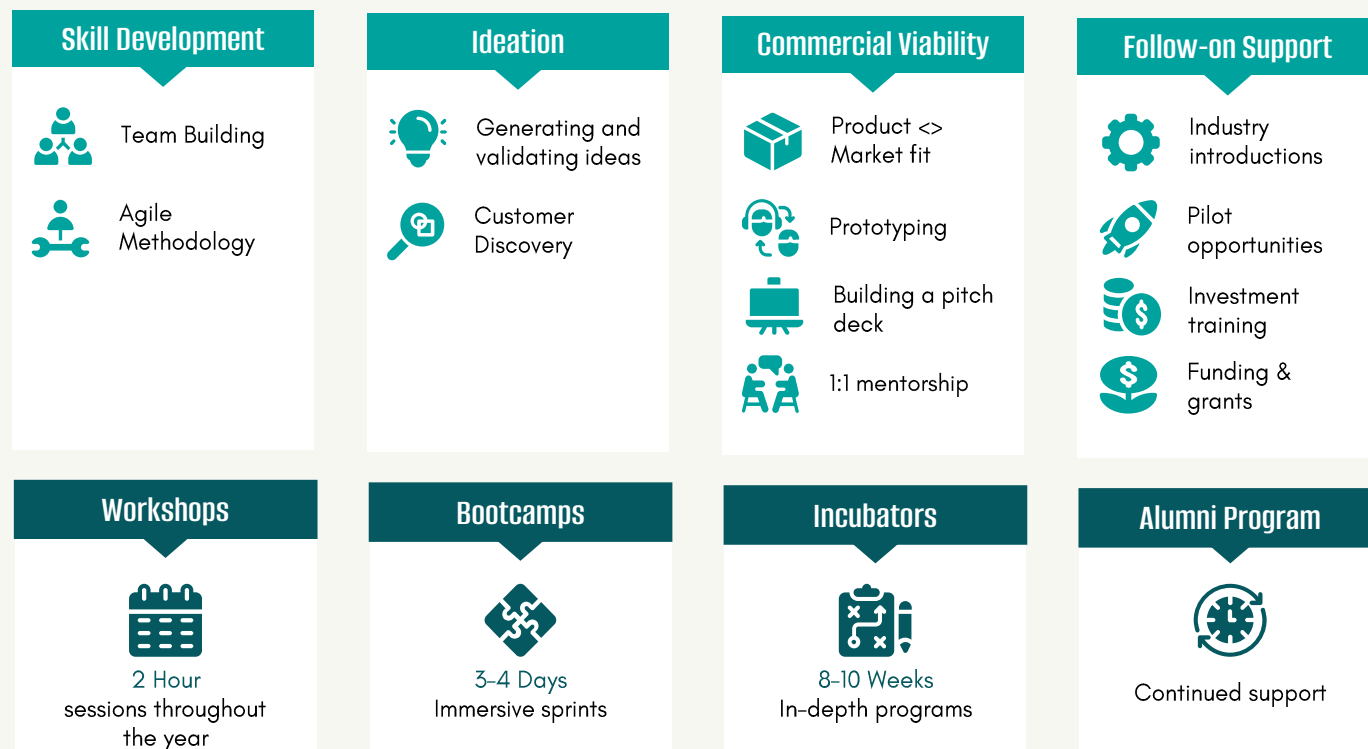 Skill Development
Team Building
Agile
Methodology
Ideation
Generating and
validating ideas
Customer
Discovery
Commercial Viability
Product <>
Market fit
Prototyping
Building a pitch
deck
1:1 mentorship
Follow-on Support
Industry
introductions
Pilot
opportunities
Investment
training
Funding &
grants
Workshops
2 Hour
sessions throughout
the year
Bootcamps
3-4 Days
Immersive sprints
Incubators
8-10 Weeks
In-depth programs
Alumni Program
Continued support